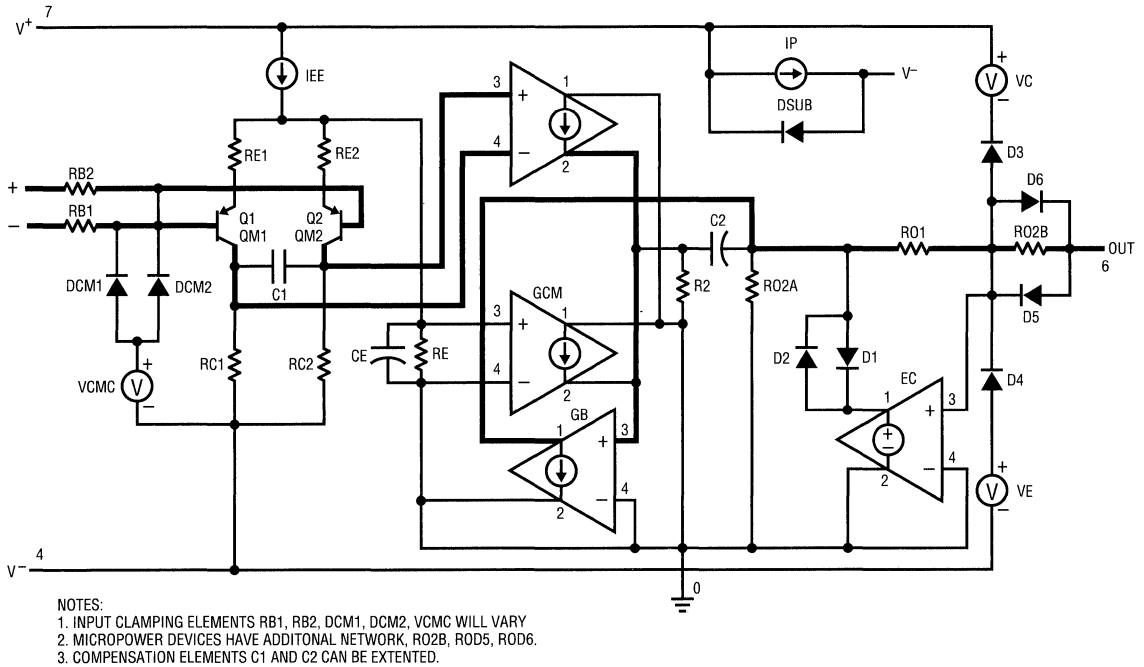 V+ 7
IP
IEE
V−
+
V VC
−
DSUB
3 + 1
4 − 2
RE1 RE2
D3
+ RB2
− RB1
D6
Q1 Q2
QM1 QM2
C2
RO1 RO2B OUT
6
DCM1 DCM2
C1
R2 RO2A
D5
GCM
3 + 1
4 − 2
CE RE
RC1 RC2
D2 D1
D4
VCMC + V −
EC
1 + 3
+ −
2 − 4
GB
1 + 3
2 − 4
+
V VE
−
V− 4
0
NOTES:
1. INPUT CLAMPING ELEMENTS RB1, RB2, DCM1, DCM2, VCMC WILL VARY
2. MICROPOWER DEVICES HAVE ADDITONAL NETWORK, RO2B, ROD5, ROD6.
3. COMPENSATION ELEMENTS C1 AND C2 CAN BE EXTENTED.